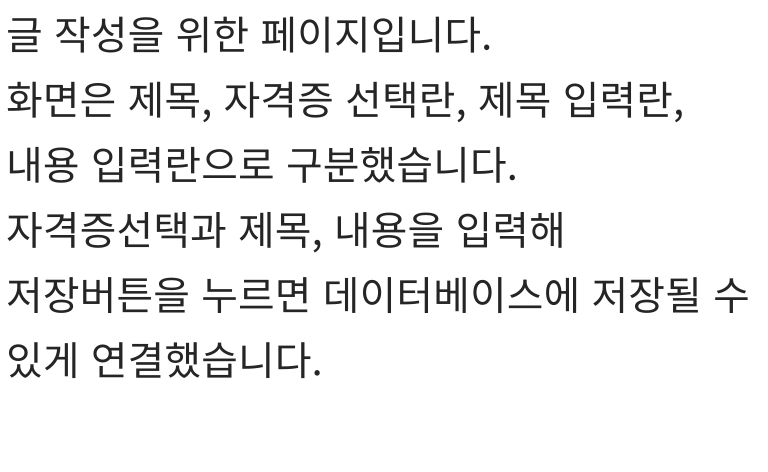 글 작성을 위한 페이지입니다.
화면은 제목, 자격증 선택란, 제목 입력란,
내용 입력란으로 구분했습니다.
자격증선택과 제목, 내용을 입력해
저장버튼을 누르면 데이터베이스에 저장될 수
있게 연결했습니다.